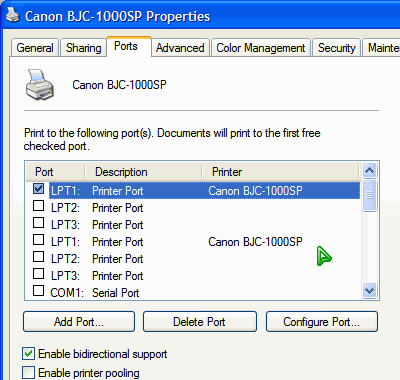 Canon BJC-1000SP Properties
General Sharing Ports Advanced Color Management Security Mainte
Canon BJC-1000SP
Print to the following port(s). Documents will print to the first free
checked port.
Port Description Printer
LPT1: Printer Port Canon BJC-1000SP
LPT2: Printer Port
LPT3: Printer Port
LPT1: Printer Port Canon BJC-1000SP
LPT2: Printer Port
LPT3: Printer Port
COM1: Serial Port
Add Port... Delete Port Configure Port...
Enable bidirectional support
Enable printer pooling